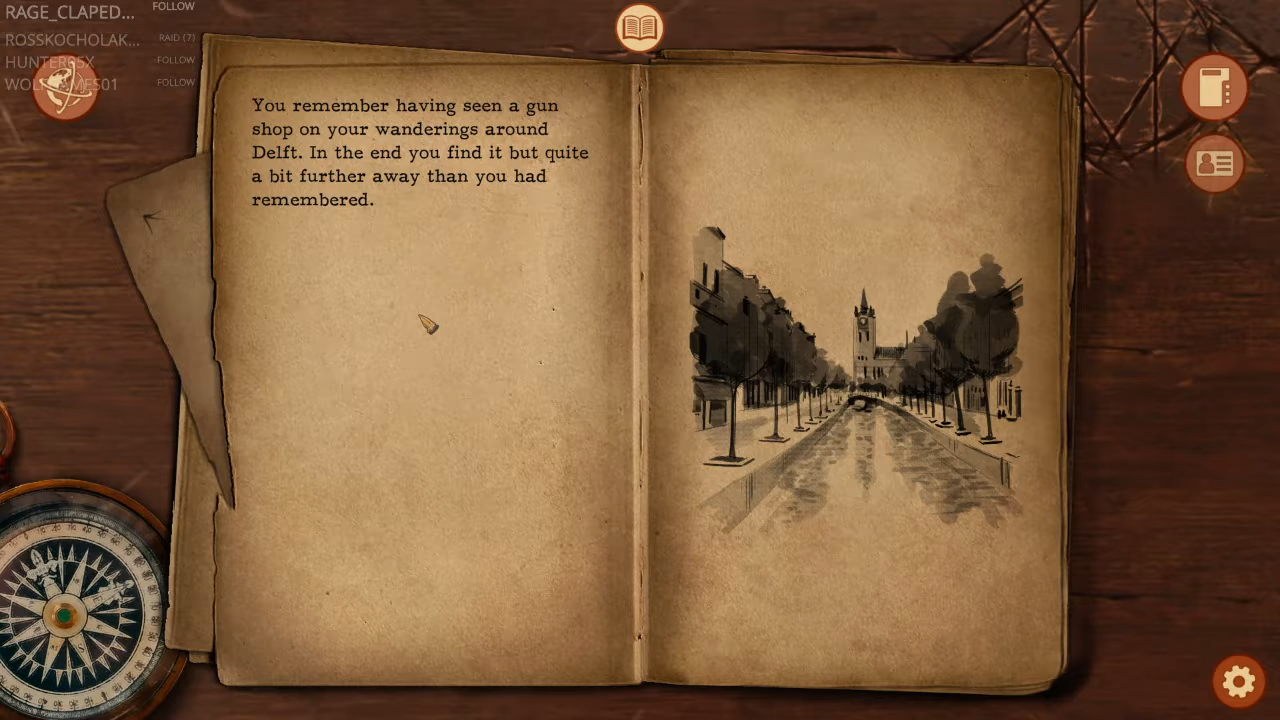 RAGE_CLAPED... FOLLOW
ROSSKOCHOLAK... RAID (7)
FOLLOW
FOLLOW
You remember having seen a gun
shop on your wanderings around
Delft. In the end you find it but quite
a bit further away than you had
remembered.